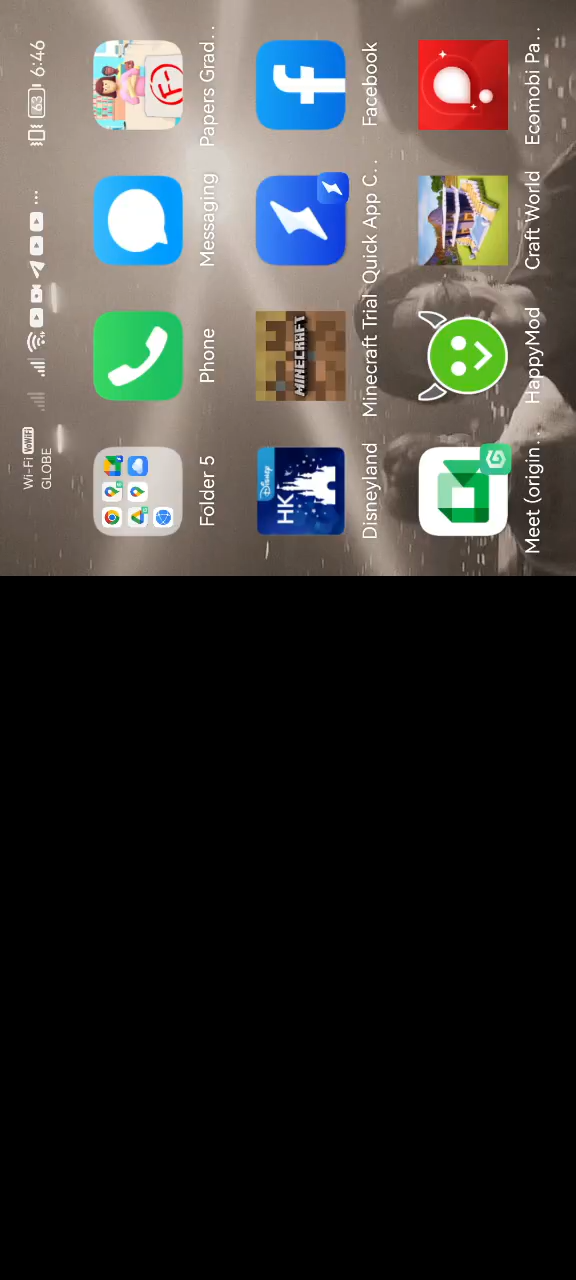 Wi-Fi VoWiFi
GLOBE
63 6:46
Folder 5
Phone
Messaging
F-
Papers Grad...
Disney
HK
Disneyland
MINECRAFT
Minecraft Trial
Quick App C...
Facebook
Meet (origin...
HappyMod
Craft World
Ecomobi Pa...